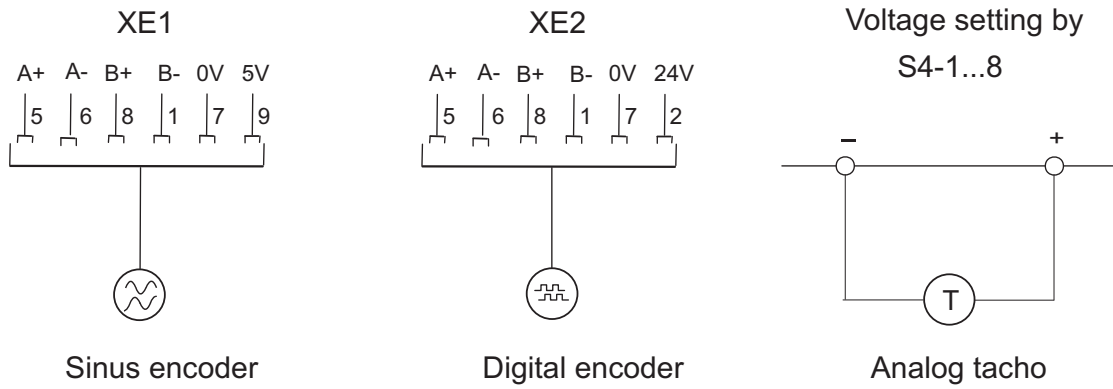 XE1
A+ A- B+ B- 0V 5V
5 6 8 1 7 9
Sinus encoder
XE2
A+ A- B+ B- 0V 24V
5 6 8 1 7 2
Digital encoder
Voltage setting by
S4-1...8
– +
T
Analog tacho